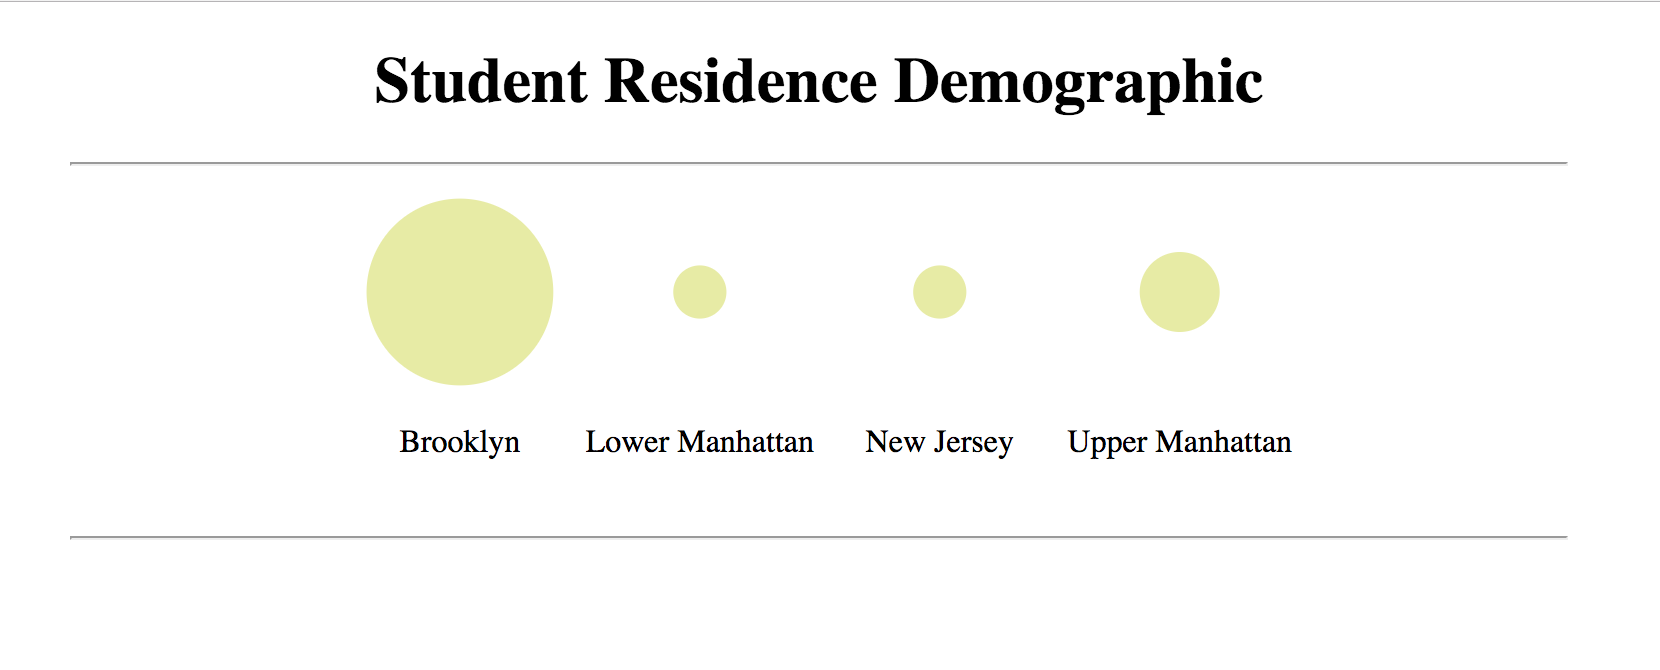 Student Residence Demographic
Brooklyn Lower Manhattan New Jersey Upper Manhattan